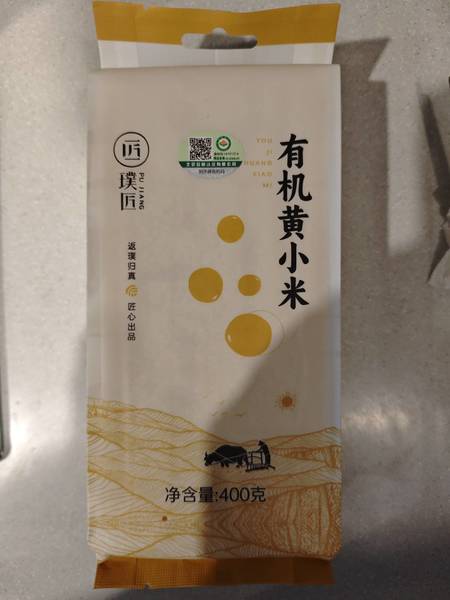 匠
璞匠
PU JIANG
返璞归真 匠心出品
有机黄小米
YOU
JI
HUANG
XIAO
MI
净含量:400克